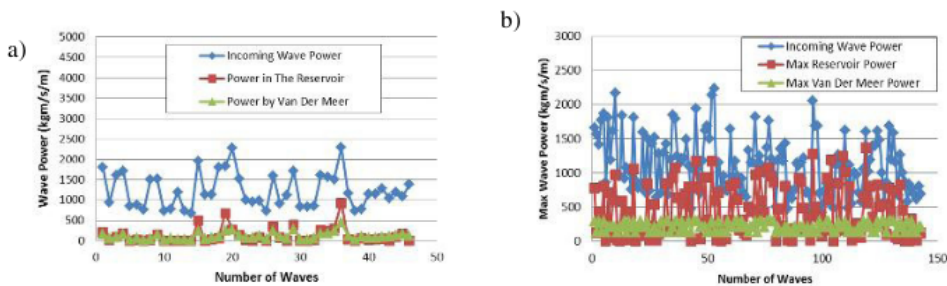 a)
Wave Power (kgm/s/m)
5000
4500
4000
3500
3000
2500
2000
1500
1000
500
0
Incoming Wave Power
Power in The Reservoir
Power by Van Der Meer
0 10 20 30 40 50
Number of Waves
b)
Max Wave Power (kgm/s/m)
3000
2500
2000
1500
1000
500
0
Incoming Wave Power
Max Reservoir Power
Max Van Der Meer Power
0 50 100 150
Number of Waves